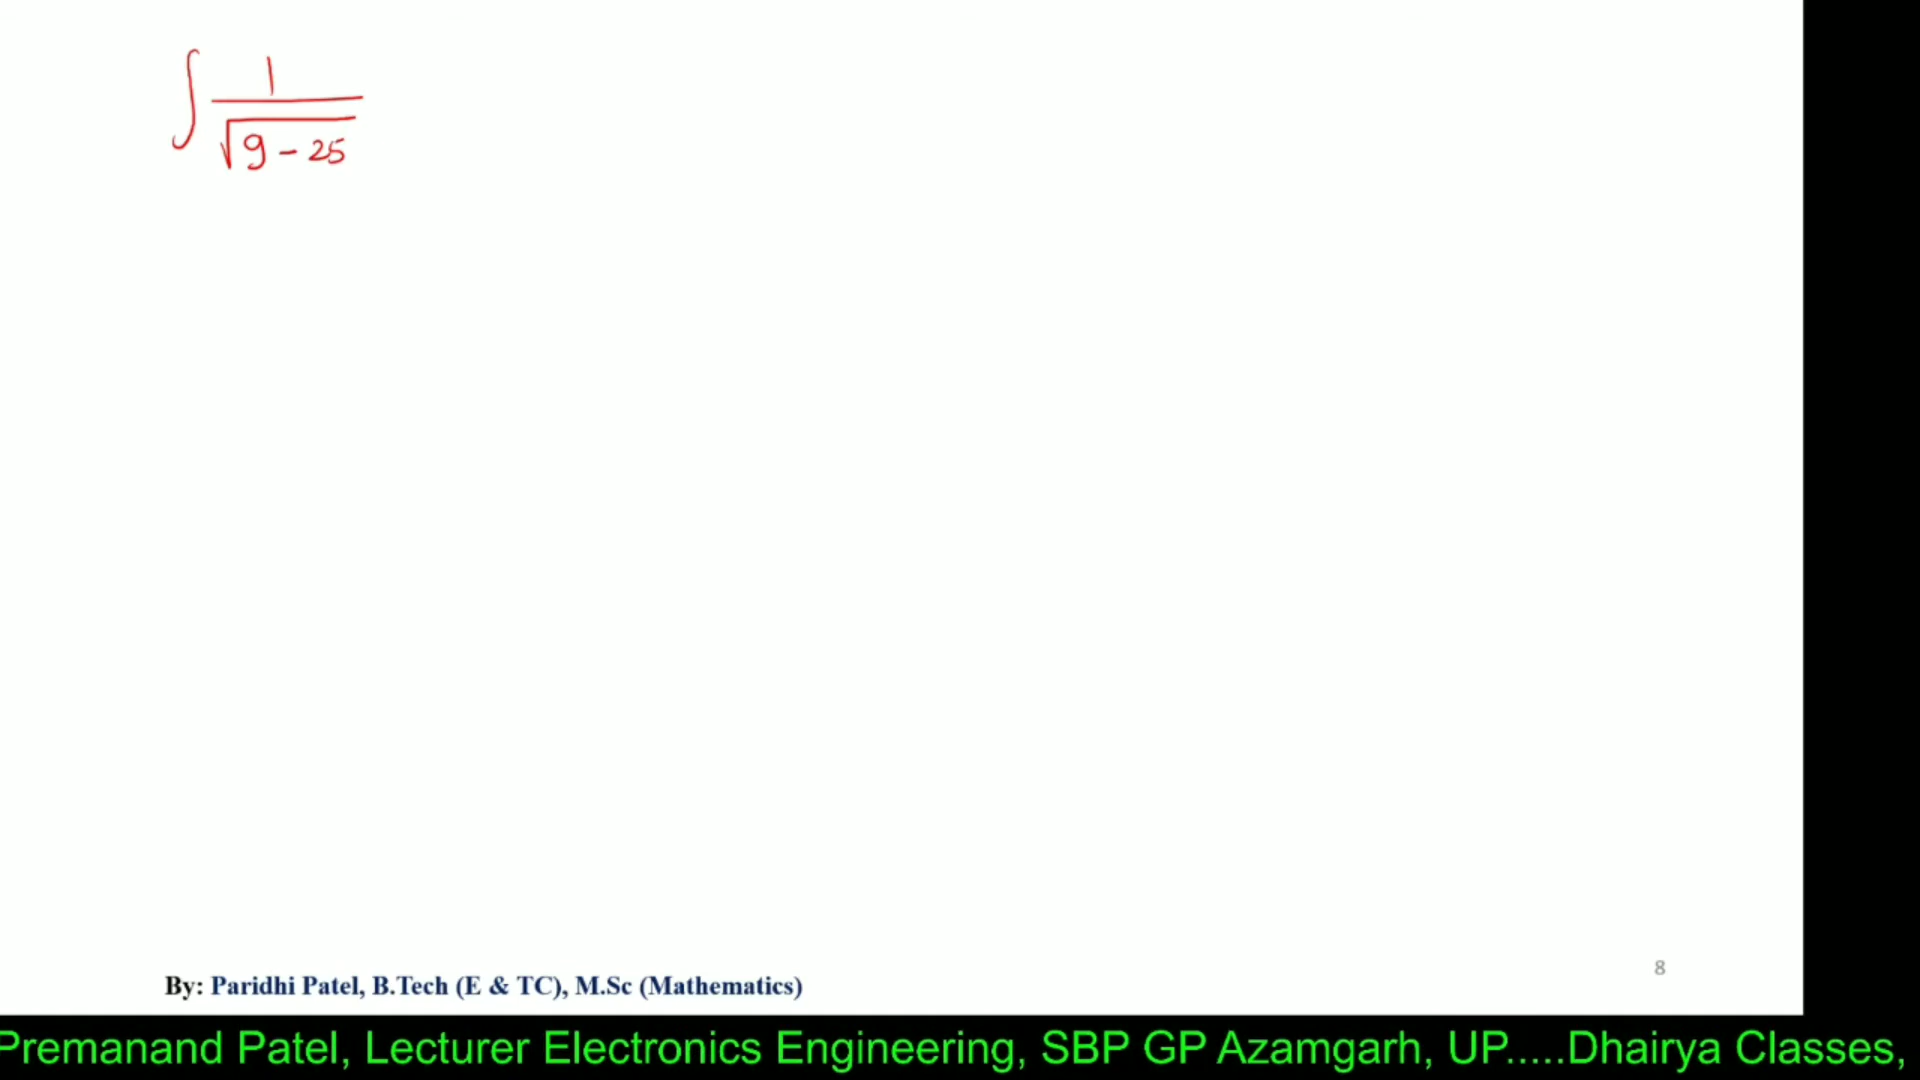 ∫ 1
√9 - 25
By: Paridhi Patel, B.Tech (E & TC), M.Sc (Mathematics)
8
Premanand Patel, Lecturer Electronics Engineering, SBP GP Azamgarh, UP.....Dhairya Classes,